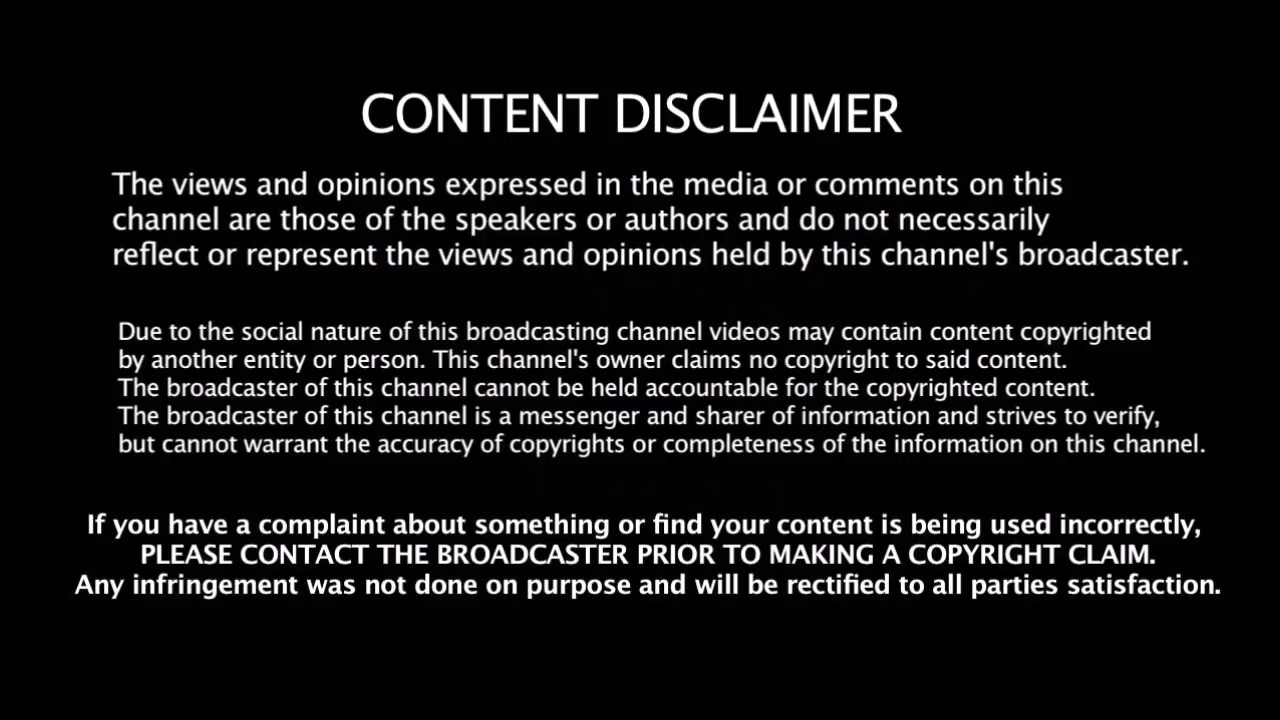 CONTENT DISCLAIMER
The views and opinions expressed in the media or comments on this
channel are those of the speakers or authors and do not necessarily
reflect or represent the views and opinions held by this channel's broadcaster.
Due to the social nature of this broadcasting channel videos may contain content copyrighted
by another entity or person. This channel's owner claims no copyright to said content.
The broadcaster of this channel cannot be held accountable for the copyrighted content.
The broadcaster of this channel is a messenger and sharer of information and strives to verify,
but cannot warrant the accuracy of copyrights or completeness of the information on this channel.
If you have a complaint about something or find your content is being used incorrectly,
PLEASE CONTACT THE BROADCASTER PRIOR TO MAKING A COPYRIGHT CLAIM.
Any infringement was not done on purpose and will be rectified to all parties satisfaction.